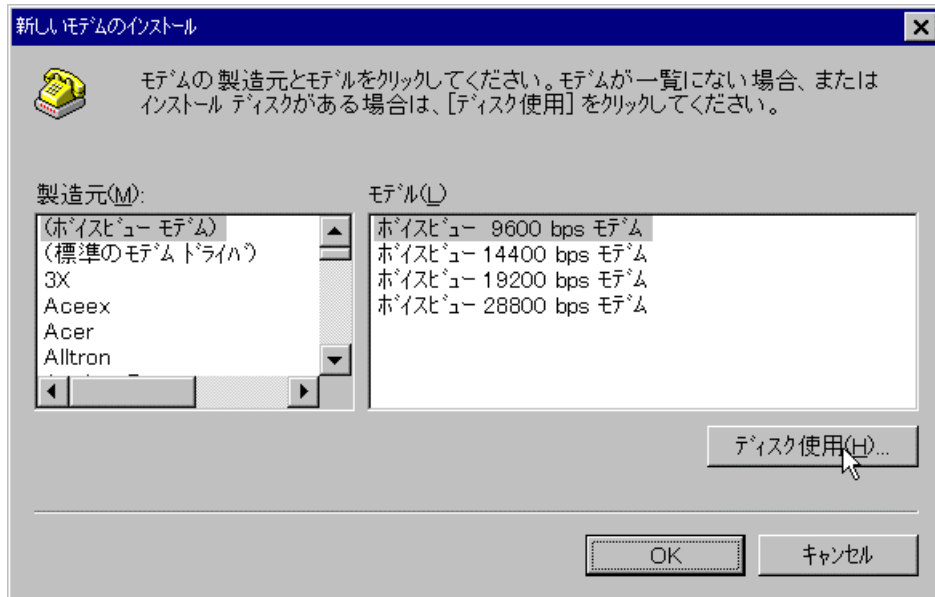 新しいﾓﾃﾞﾑのｲﾝｽﾄｰﾙ
ﾓﾃﾞﾑの製造元とﾓﾃﾞﾙをｸﾘｯｸしてください。ﾓﾃﾞﾑが一覧にない場合、または
ｲﾝｽﾄｰﾙ ﾃﾞｨｽｸがある場合は、[ﾃﾞｨｽｸ使用] をｸﾘｯｸしてください。
製造元(M):
ﾓﾃﾞﾙ(L)
(ﾎﾞｲｽﾋﾞｭｰ ﾓﾃﾞﾑ)
(標準のﾓﾃﾞﾑ ﾄﾞﾗｲﾊﾞ)
3X
Aceex
Acer
Alltron
ﾎﾞｲｽﾋﾞｭｰ 9600 bps ﾓﾃﾞﾑ
ﾎﾞｲｽﾋﾞｭｰ 14400 bps ﾓﾃﾞﾑ
ﾎﾞｲｽﾋﾞｭｰ 19200 bps ﾓﾃﾞﾑ
ﾎﾞｲｽﾋﾞｭｰ 28800 bps ﾓﾃﾞﾑ
ﾃﾞｨｽｸ使用(H)...
OK
ｷｬﾝｾﾙ